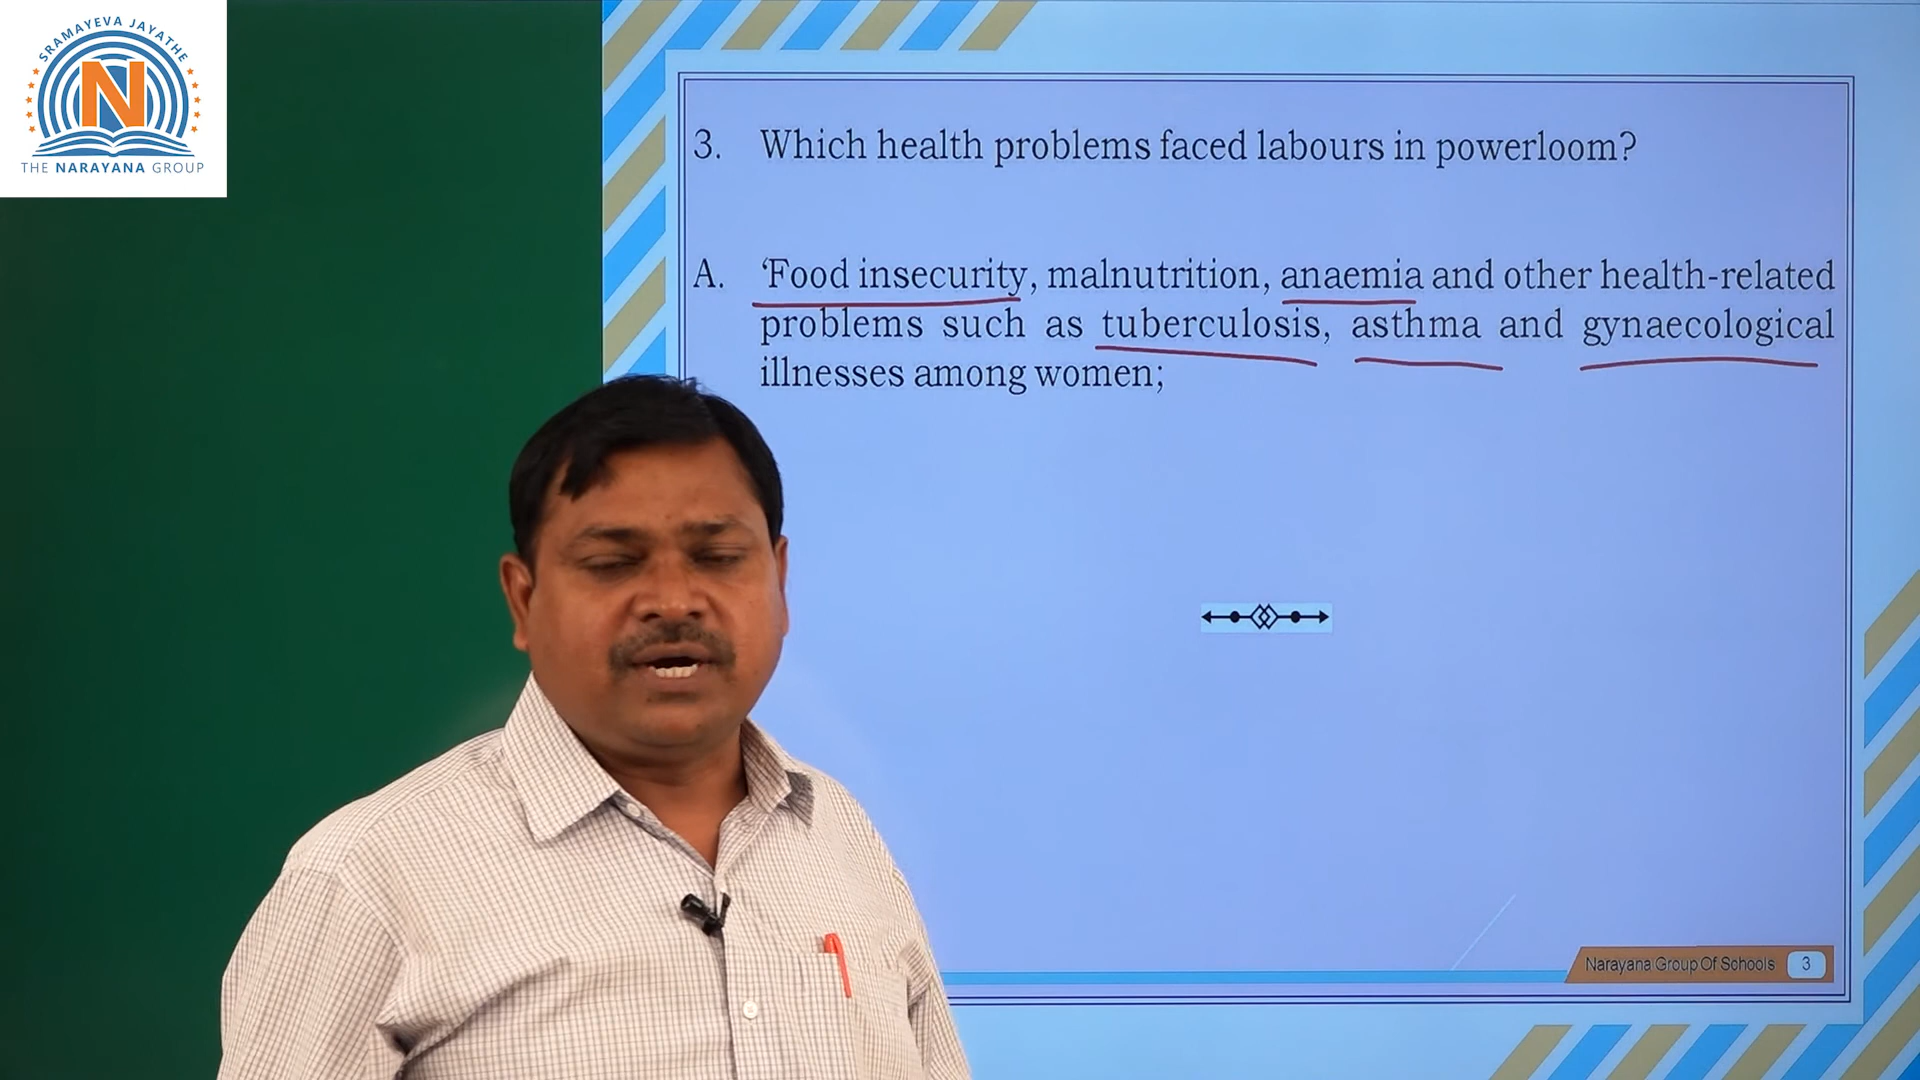 SRAMAYEVA JAYATHE
N
THE NARAYANA GROUP
3. Which health problems faced labours in powerloom?
A. ‘Food insecurity, malnutrition, anaemia and other health-related
problems such as tuberculosis, asthma and gynaecological
illnesses among women;
Narayana Group Of Schools 3